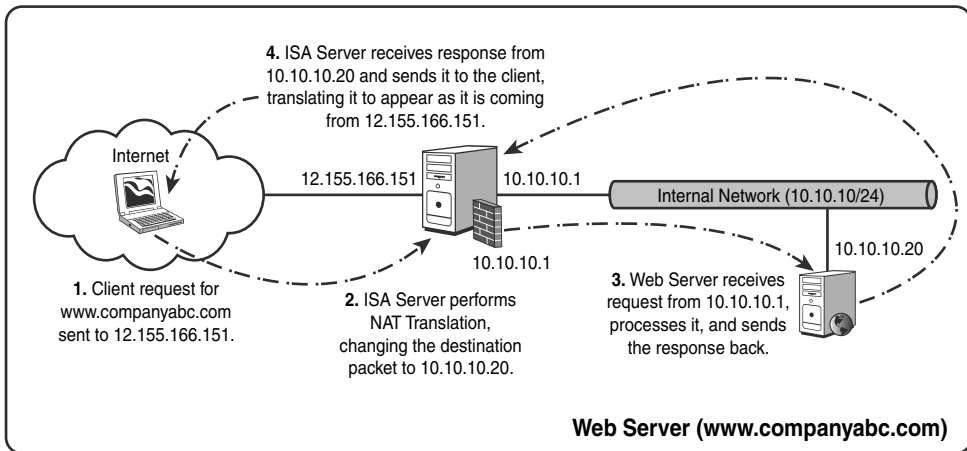 4. ISA Server receives response from
10.10.10.20 and sends it to the client,
translating it to appear as it is coming
from 12.155.166.151.
Internet
12.155.166.151
10.10.10.1
Internal Network (10.10.10/24)
10.10.10.1
10.10.10.20
1. Client request for
www.companyabc.com
sent to 12.155.166.151.
2. ISA Server performs
NAT Translation,
changing the destination
packet to 10.10.10.20.
3. Web Server receives
request from 10.10.10.1,
processes it, and sends
the response back.
Web Server (www.companyabc.com)